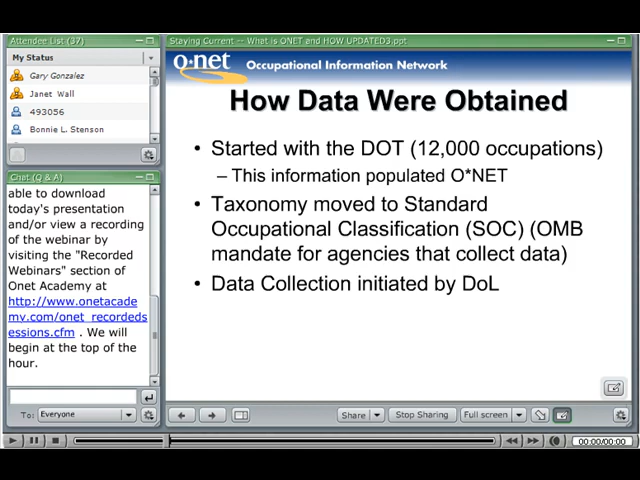 Attendee List (37)
My Status
Gary Gonzalez
Janet Wall
493056
Bonnie L. Stenson
Chat (Q & A)
able to download
today's presentation
and/or view a recording
of the webinar by
visiting the "Recorded
Webinars" section of
Onet Academy at
http://www.onetacade
my.com/onet_recordeds
essions.cfm . We will
begin at the top of the
hour.
To: Everyone
Staying Current -- What is ONET and HOW UPDATED3.ppt
o*net Occupational Information Network
How Data Were Obtained
• Started with the DOT (12,000 occupations)
– This information populated O*NET
• Taxonomy moved to Standard
Occupational Classification (SOC) (OMB
mandate for agencies that collect data)
• Data Collection initiated by DoL
Share Stop Sharing Full screen
00:00/00:00